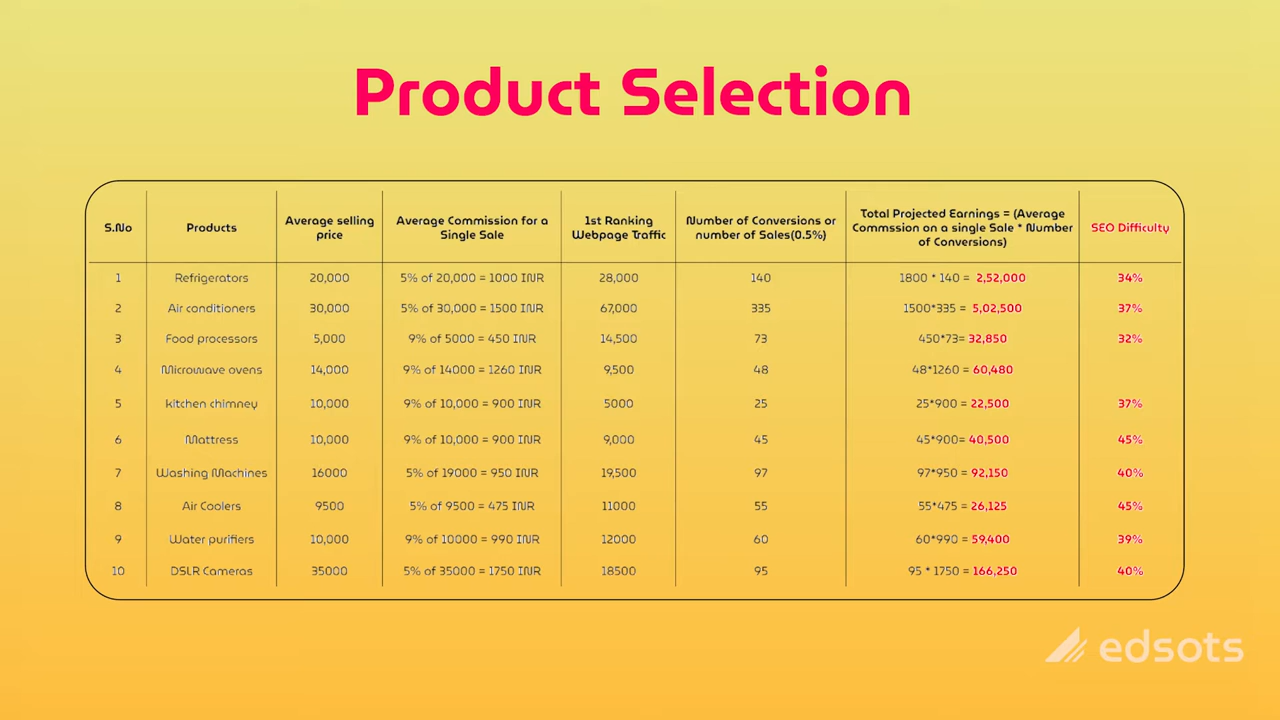 Product Selection
S.No Products Average selling price Average Commission for a Single Sale 1st Ranking Webpage Traffic Number of Conversions or number of Sales(0.5%) Total Projected Earnings = (Average Commssion on a single Sale * Number of Conversions) SEO Difficulty
1 Refrigerators 20,000 5% of 20,000 = 1000 INR 28,000 140 1800 * 140 = 2,52,000 34%
2 Air conditioners 30,000 5% of 30,000 = 1500 INR 67,000 335 1500*335 = 5,02,500 37%
3 Food processors 5,000 9% of 5000 = 450 INR 14,500 73 450*73= 32,850 32%
4 Microwave ovens 14,000 9% of 14000 = 1260 INR 9,500 48 48*1260 = 60,480
5 kitchen chimney 10,000 9% of 10,000 = 900 INR 5000 25 25*900 = 22,500 37%
6 Mattress 10,000 9% of 10,000 = 900 INR 9,000 45 45*900= 40,500 45%
7 Washing Machines 16000 5% of 19000 = 950 INR 19,500 97 97*950 = 92,150 40%
8 Air Coolers 9500 5% of 9500 = 475 INR 11000 55 55*475 = 26,125 45%
9 Water purifiers 10,000 9% of 10000 = 990 INR 12000 60 60*990 = 59,400 39%
10 DSLR Cameras 35000 5% of 35000 = 1750 INR 18500 95 95 * 1750 = 166,250 40%
edsots